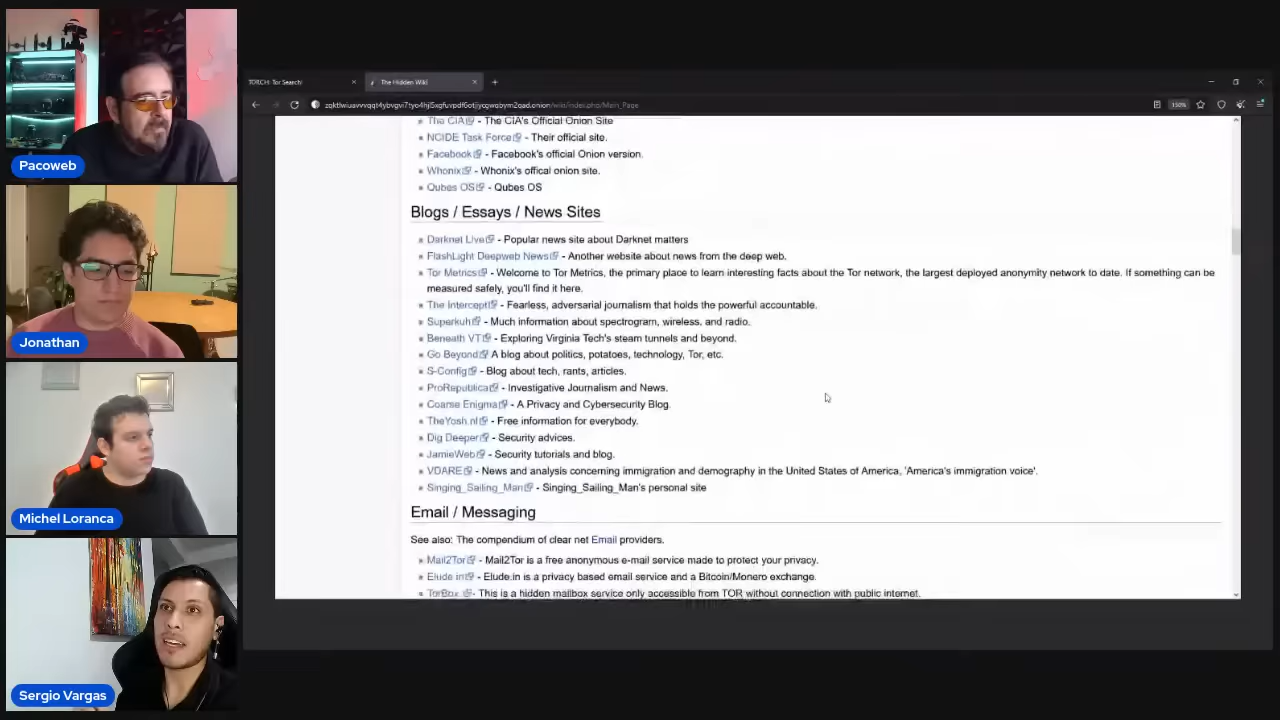 Pacoweb
Jonathan
Michel Loranca
Sergio Vargas
TORCH: Tor Search!
The Hidden Wiki
150%
The CIA - The CIA's Official Onion Site
NCIDE Task Force - Their official site.
Facebook - Facebook's official Onion version.
Whonix - Whonix's offical onion site.
Qubes OS - Qubes OS
Blogs / Essays / News Sites
Darknet Live - Popular news site about Darknet matters
FlashLight Deepweb News - Another website about news from the deep web.
Tor Metrics - Welcome to Tor Metrics, the primary place to learn interesting facts about the Tor network, the largest deployed anonymity network to date. If something can be
measured safely, you'll find it here.
The Intercept - Fearless, adversarial journalism that holds the powerful accountable.
Superkuh - Much information about spectrogram, wireless, and radio.
Beneath VT - Exploring Virginia Tech's steam tunnels and beyond.
Go Beyond A blog about politics, potatoes, technology, Tor, etc.
S-Config - Blog about tech, rants, articles.
ProRepublica - Investigative Journalism and News.
Coarse Enigma - A Privacy and Cybersecurity Blog.
TheYosh.nl - Free information for everybody.
Dig Deeper - Security advices.
JamieWeb - Security tutorials and blog.
VDARE - News and analysis concerning immigration and demography in the United States of America, 'America's immigration voice'.
Singing_Sailing_Man - Singing_Sailing_Man's personal site
Email / Messaging
See also: The compendium of clear net Email providers.
Mail2Tor - Mail2Tor is a free anonymous e-mail service made to protect your privacy.
Elude.in - Elude.in is a privacy based email service and a Bitcoin/Monero exchange.
TorBox - This is a hidden mailbox service only accessible from TOR without connection with public internet.